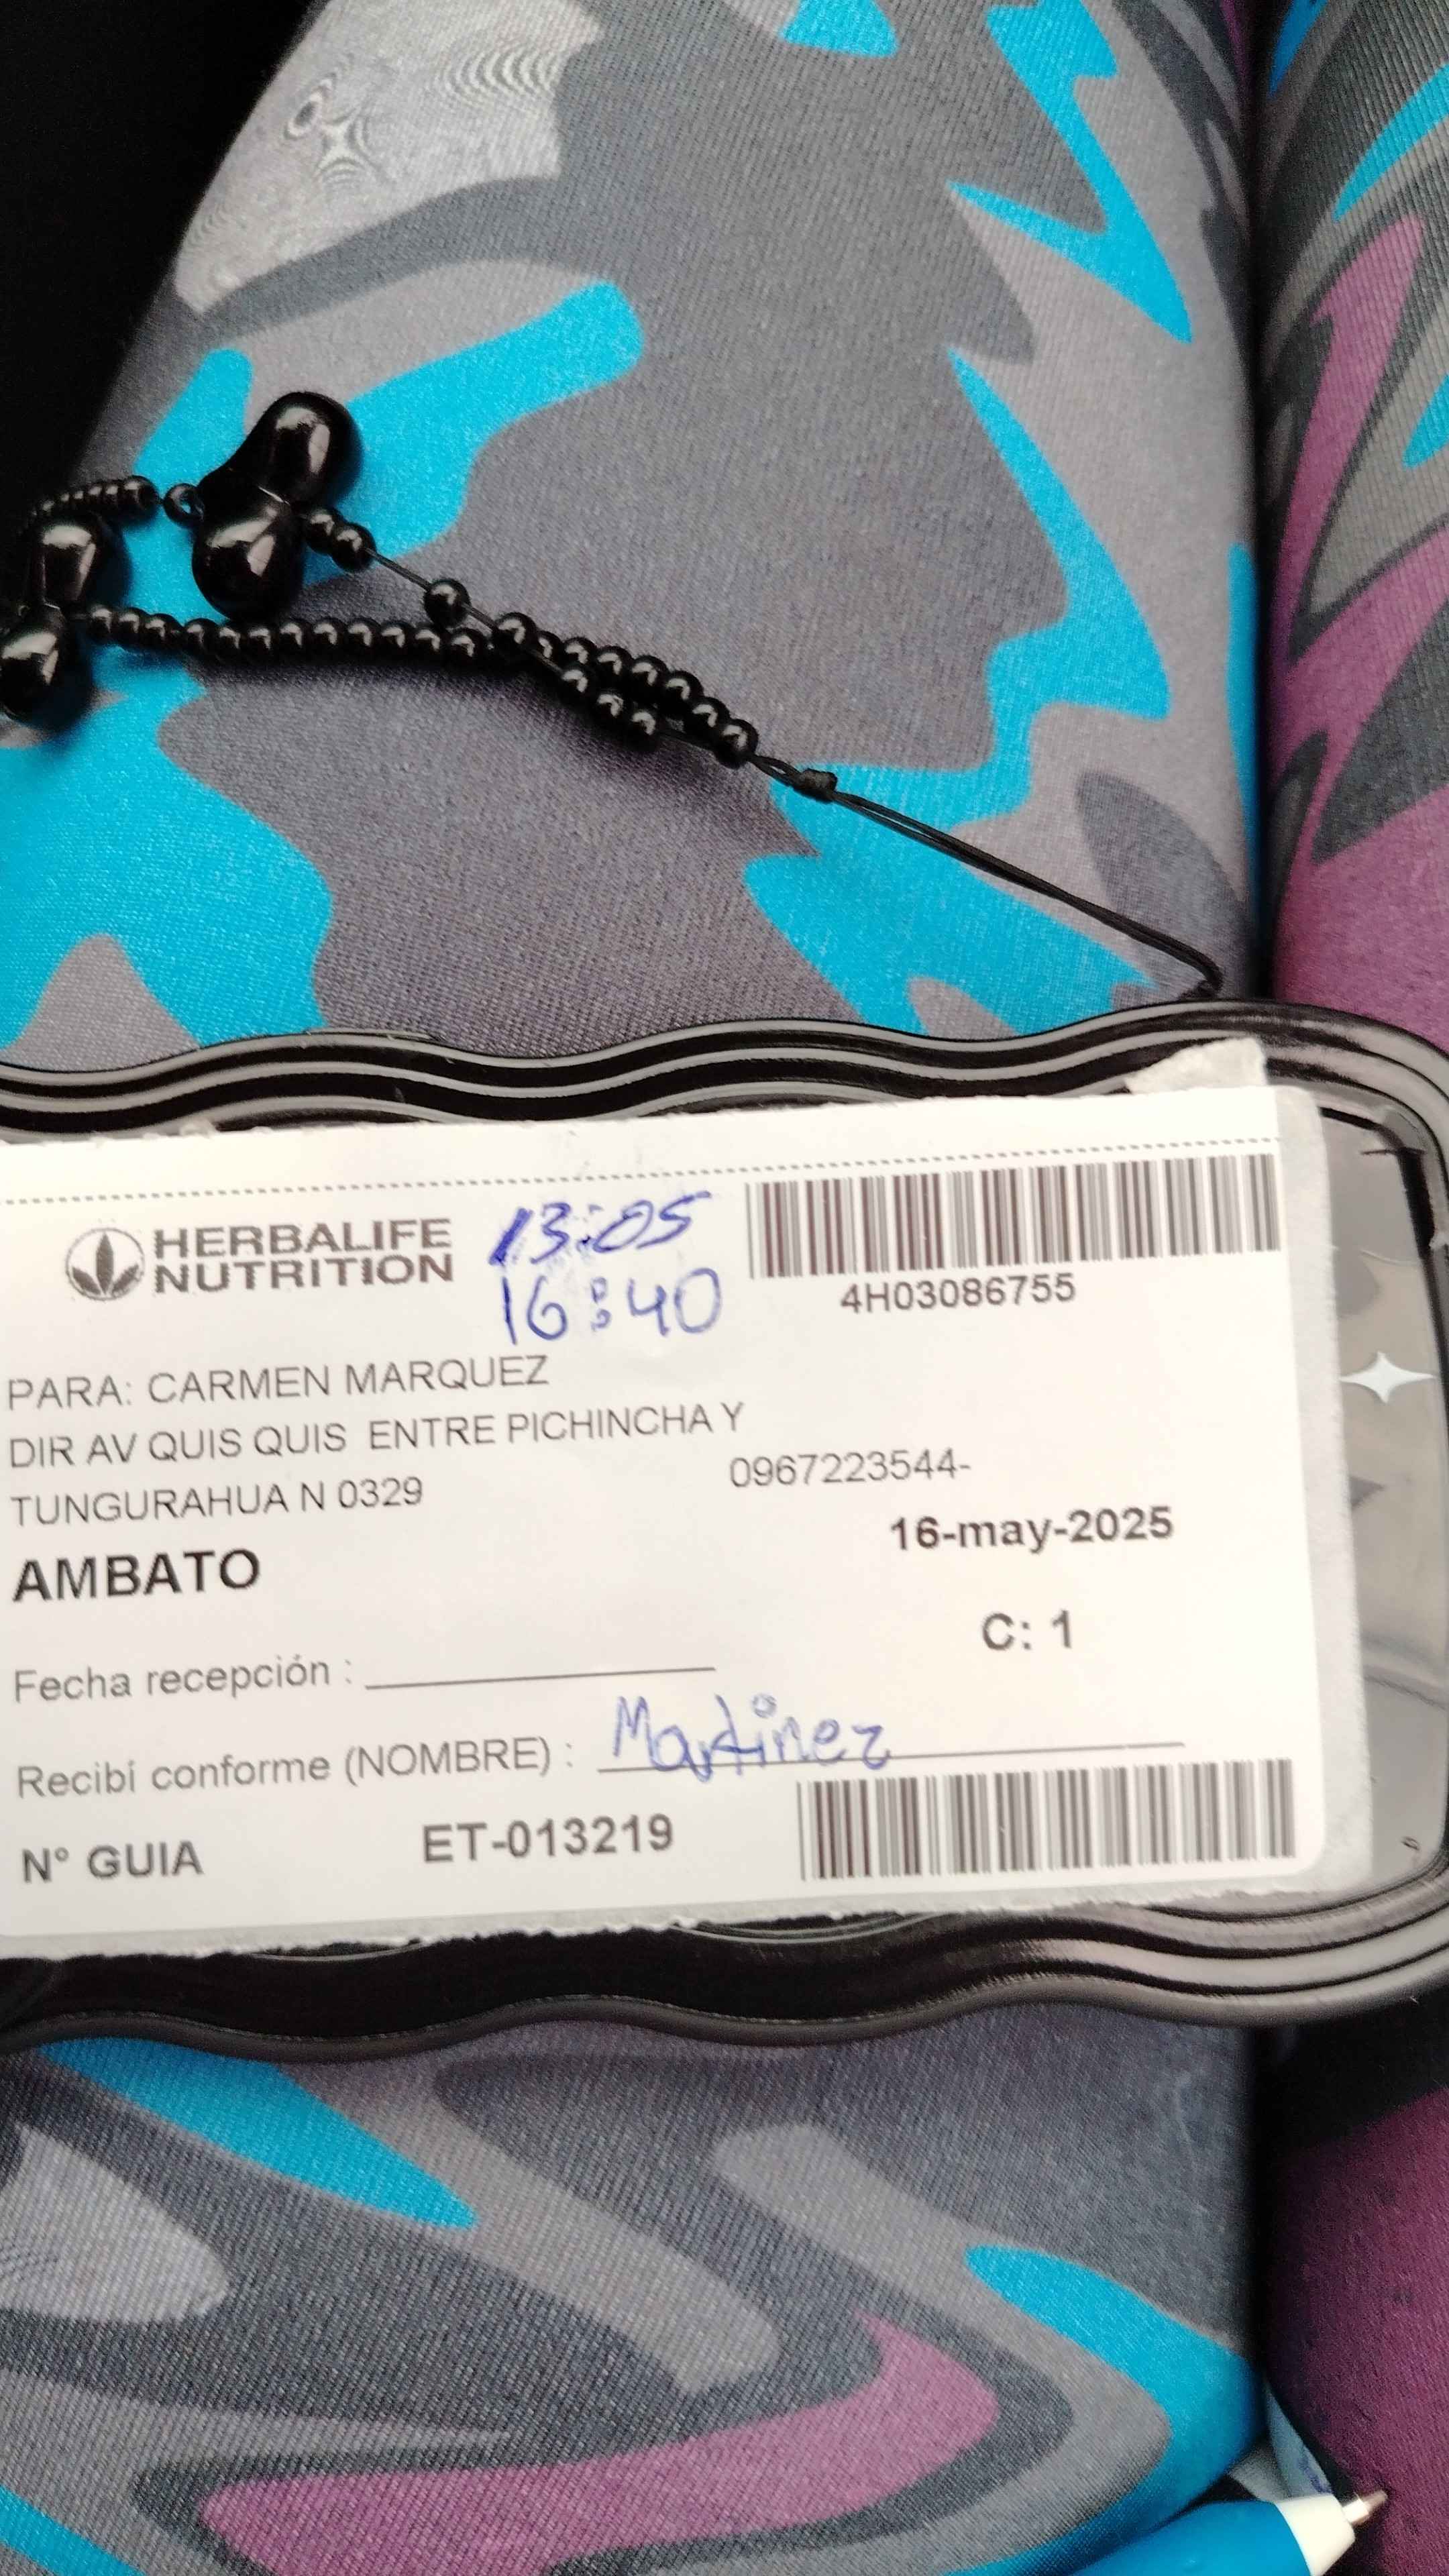 HERBALIFE
NUTRITION
13:05
16:40
4H03086755
PARA: CARMEN MARQUEZ
DIR AV QUIS QUIS ENTRE PICHINCHA Y
TUNGURAHUA N 0329
0967223544-
16-may-2025
AMBATO
C: 1
Fecha recepción :
Recibí conforme (NOMBRE) : Martinez
N° GUIA ET-013219